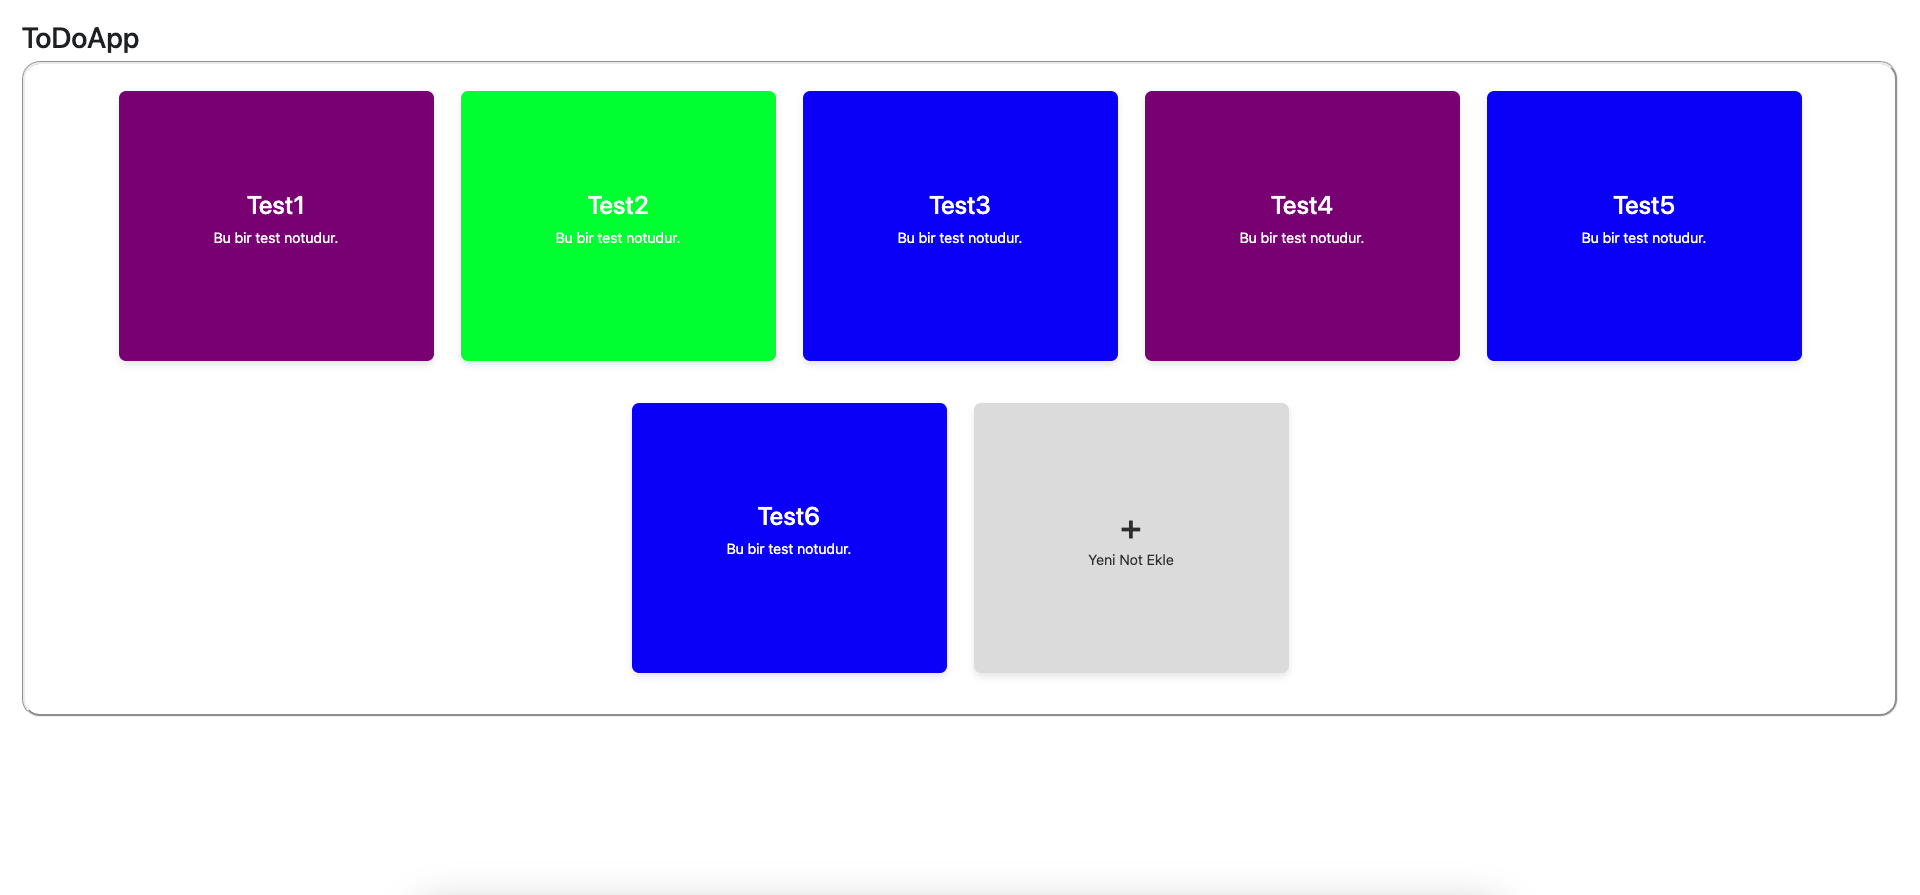 ToDoApp
Test1
Bu bir test notudur.
Test2
Bu bir test notudur.
Test3
Bu bir test notudur.
Test4
Bu bir test notudur.
Test5
Bu bir test notudur.
Test6
Bu bir test notudur.
+
Yeni Not Ekle